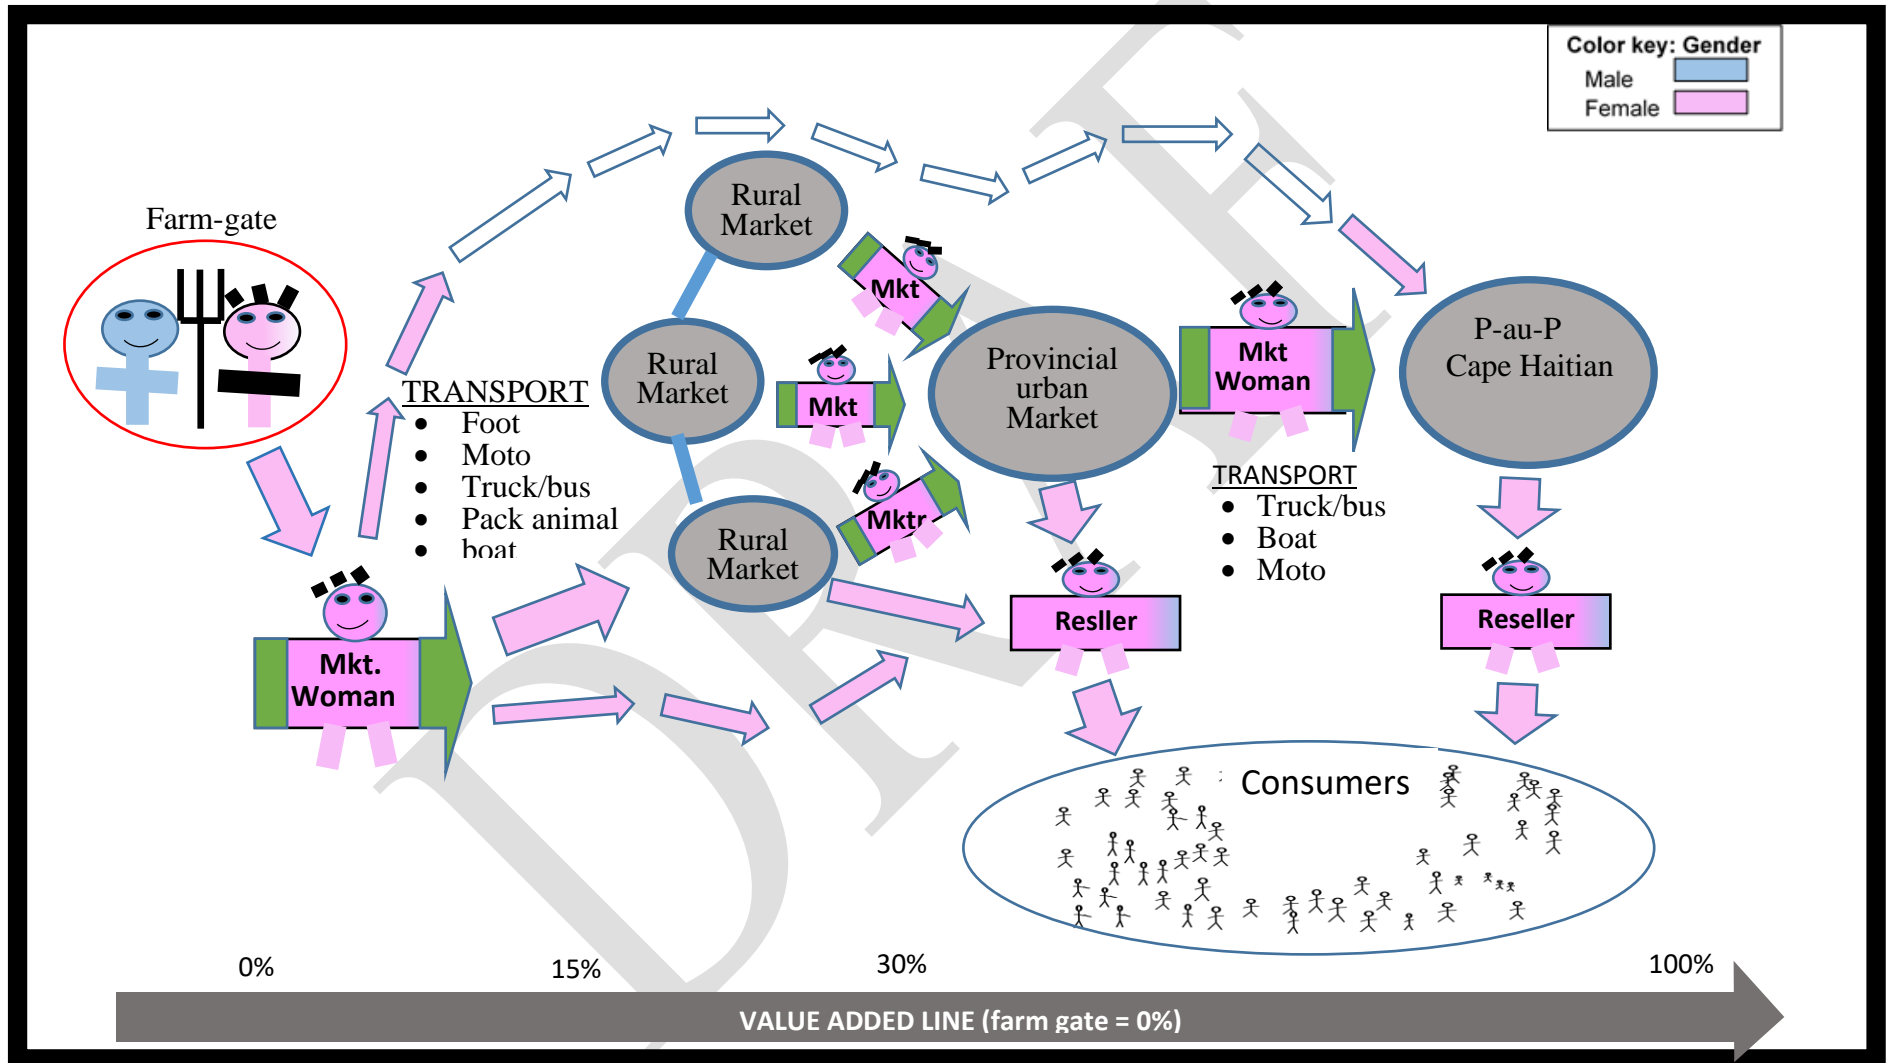 Color key: Gender
Male
Female
Farm-gate
Rural
Market
Rural
Market
Rural
Market
TRANSPORT
• Foot
• Moto
• Truck/bus
• Pack animal
• boat
Mkt.
Woman
Mkt
Mkt
Mktr
Provincial
urban
Market
Mkt
Woman
P-au-P
Cape Haitian
TRANSPORT
• Truck/bus
• Boat
• Moto
Resller
Reseller
Consumers
0%
15%
30%
100%
VALUE ADDED LINE (farm gate = 0%)
DRAFT